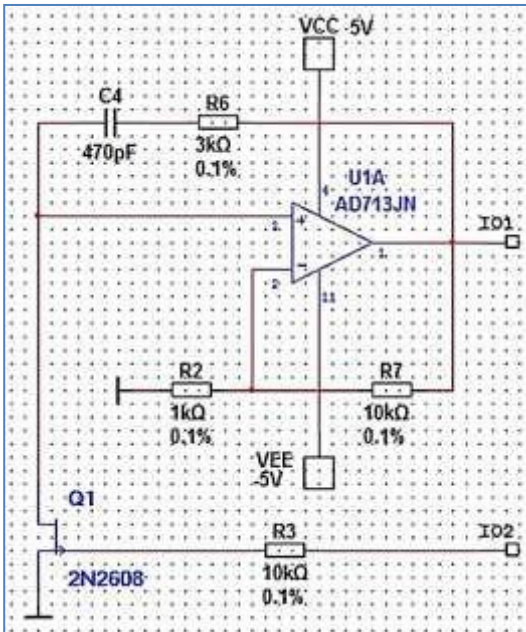 VCC -5V
C4
470pF
R6
3kΩ
0.1%
U1A
AD713JN
4
+
3
-
2
1
11
IO1
R2
1kΩ
0.1%
R7
10kΩ
0.1%
VEE
-5V
Q1
2N2608
R3
10kΩ
0.1%
IO2